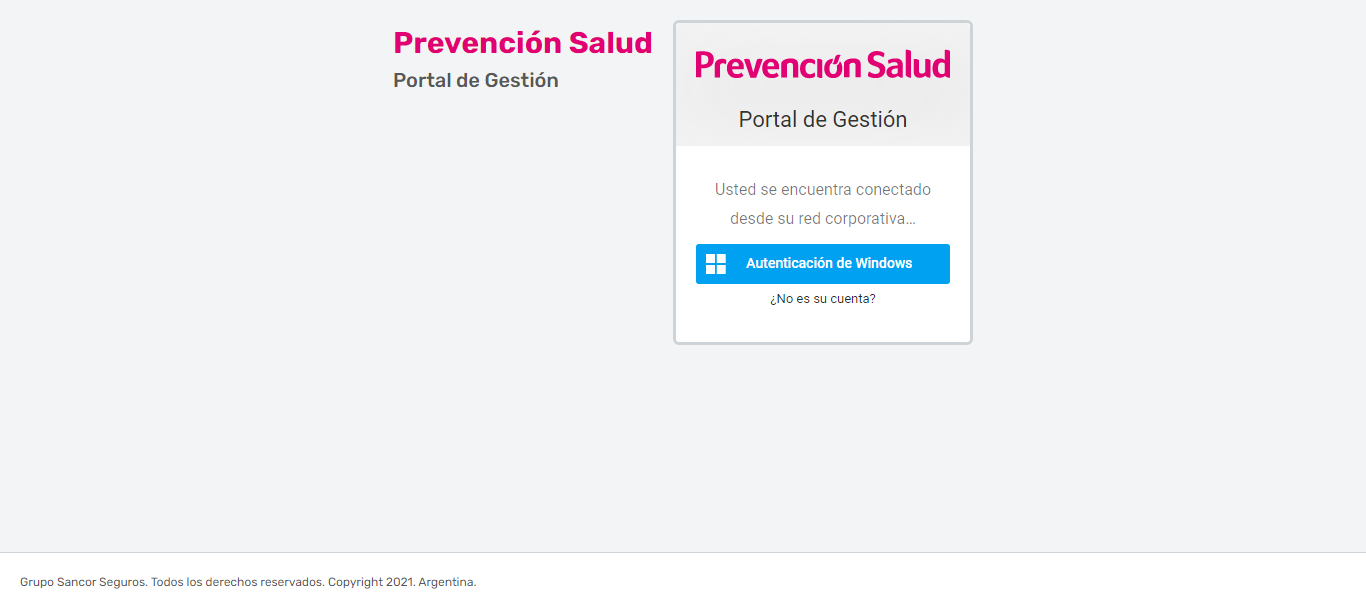 Prevención Salud
Portal de Gestión
Prevención Salud
Portal de Gestión
Usted se encuentra conectado
desde su red corporativa...
Autenticación de Windows
¿No es su cuenta?
Grupo Sancor Seguros. Todos los derechos reservados. Copyright 2021. Argentina.